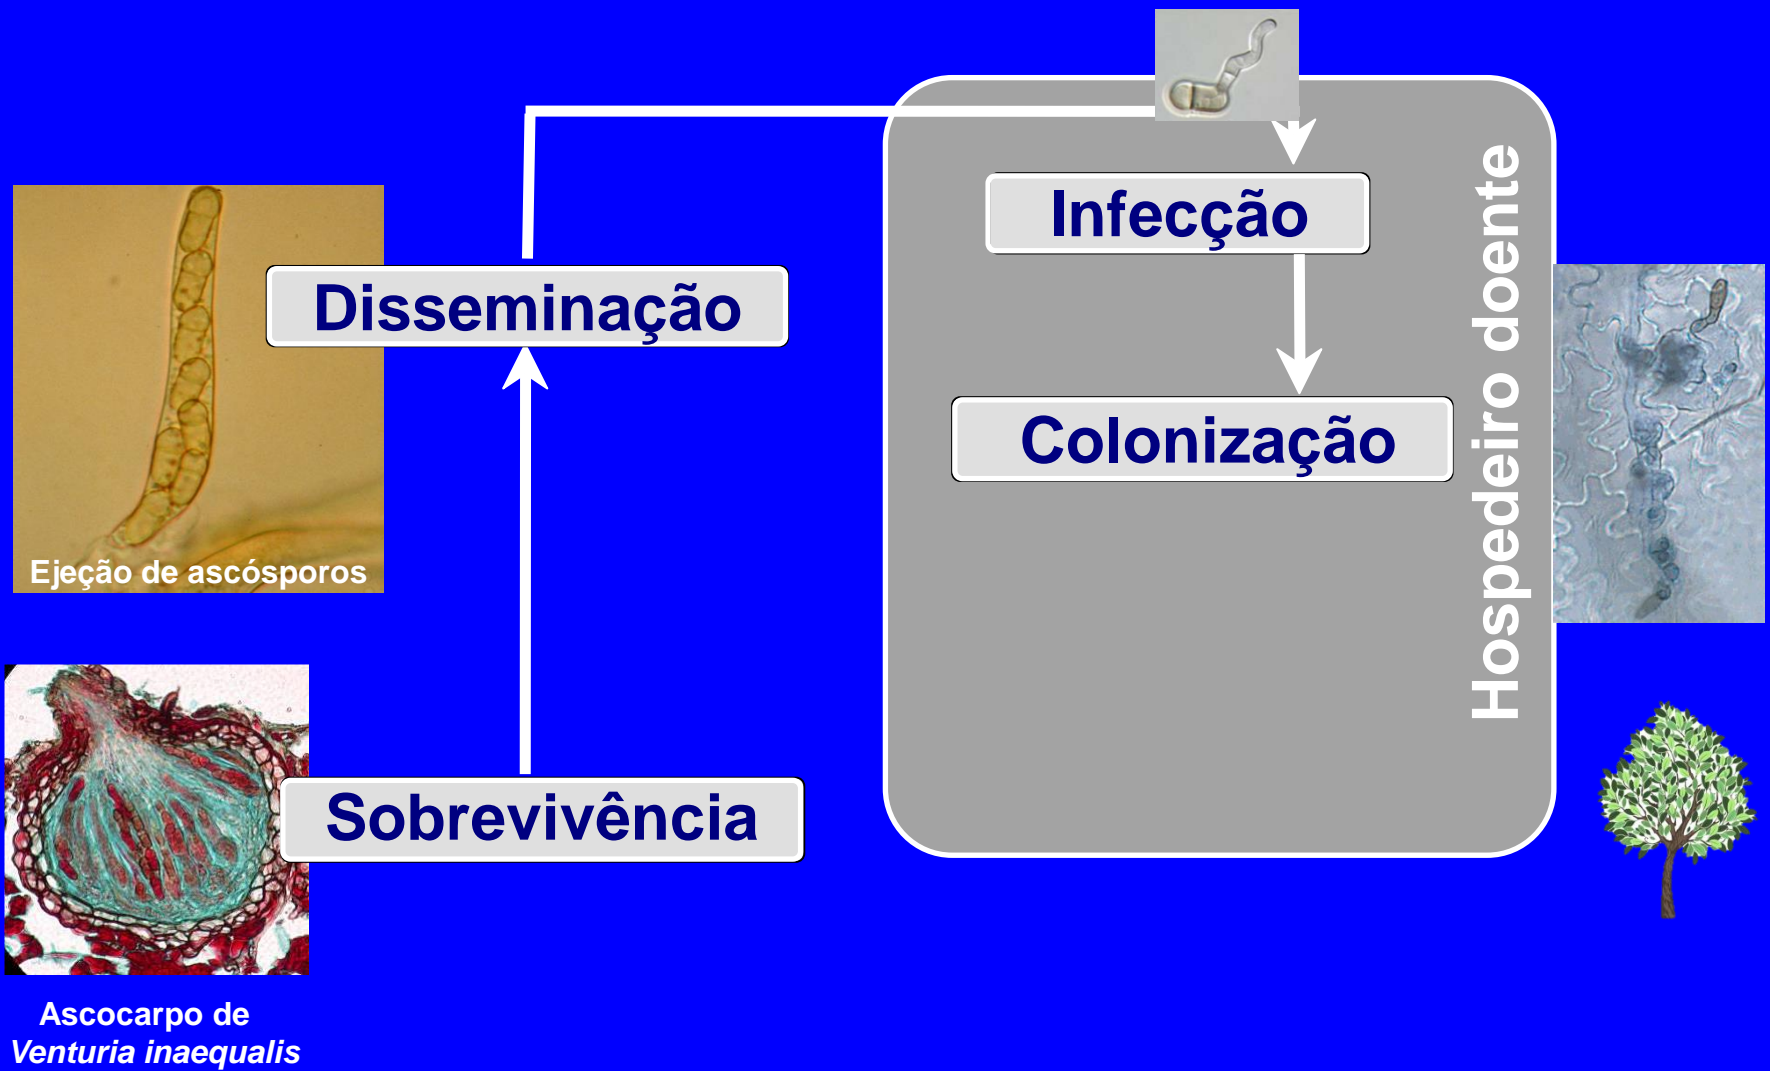 Infecção
Disseminação
Colonização
Hospedeiro doente
Ejeção de ascósporos
Sobrevivência
Ascocarpo de
Venturia inaequalis